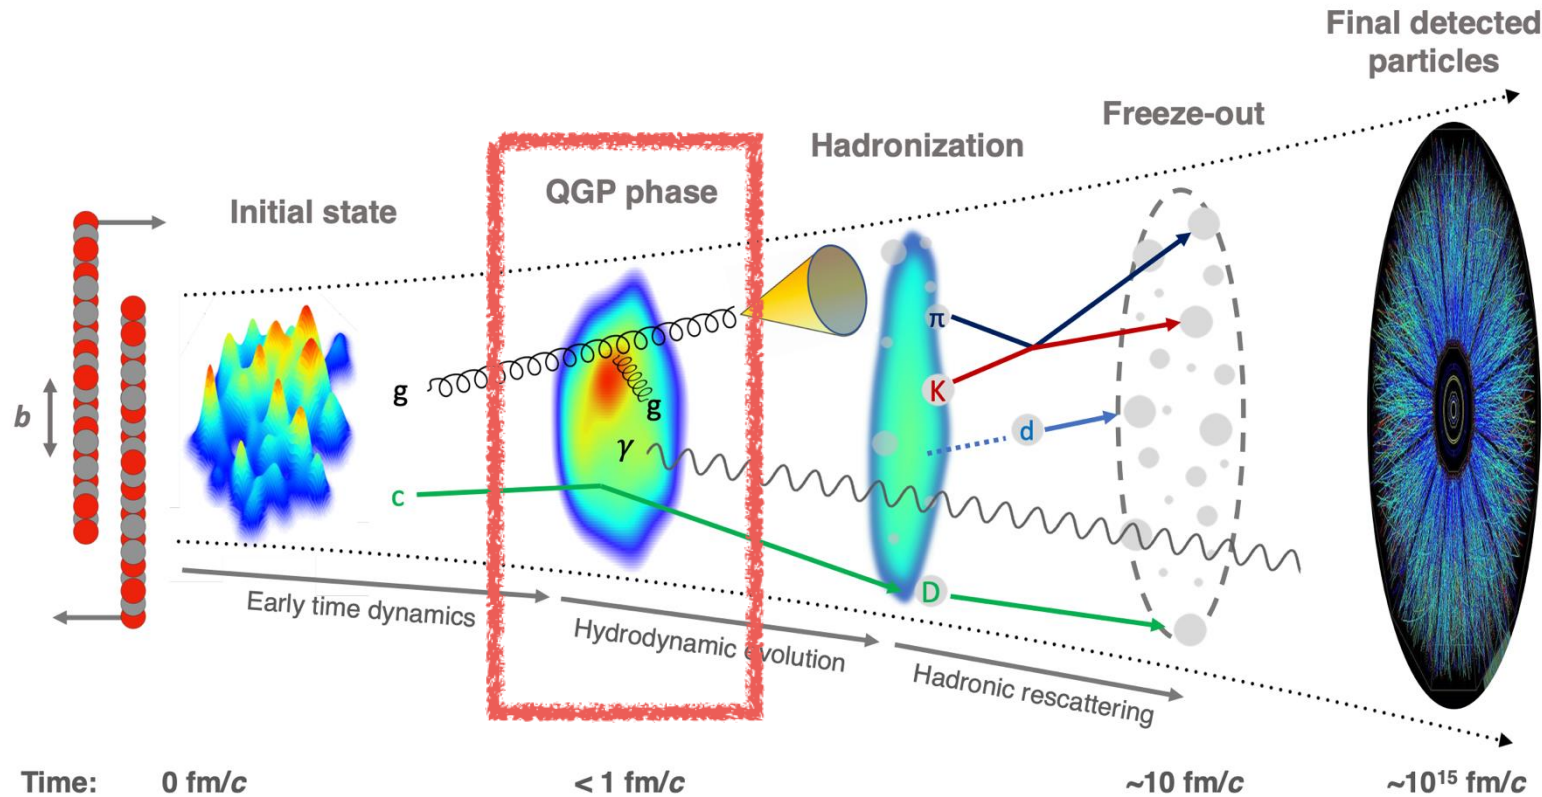 Final detected
particles
Freeze-out
Hadronization
QGP phase
Initial state
b
g
g
γ
c
π
K
d
D
Early time dynamics
Hydrodynamic evolution
Hadronic rescattering
Time: 0 fm/c < 1 fm/c ~10 fm/c ~10¹⁵ fm/c